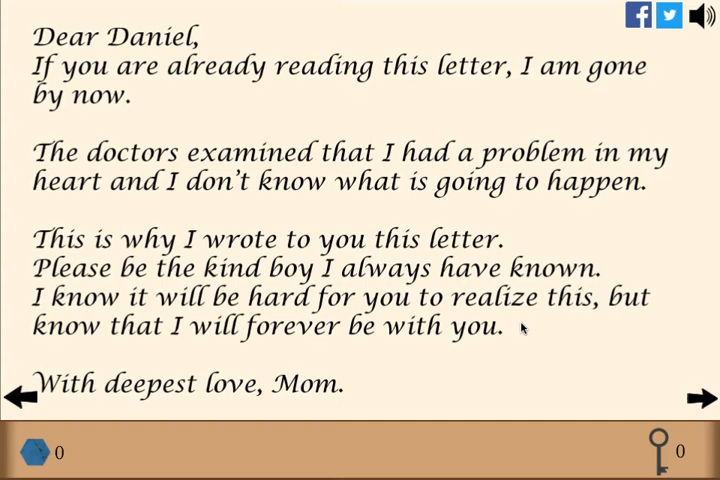 Dear Daniel,
If you are already reading this letter, I am gone
by now.
The doctors examined that I had a problem in my
heart and I don't know what is going to happen.
This is why I wrote to you this letter.
Please be the kind boy I always have known.
I know it will be hard for you to realize this, but
know that I will forever be with you.
With deepest love, Mom.
0
0